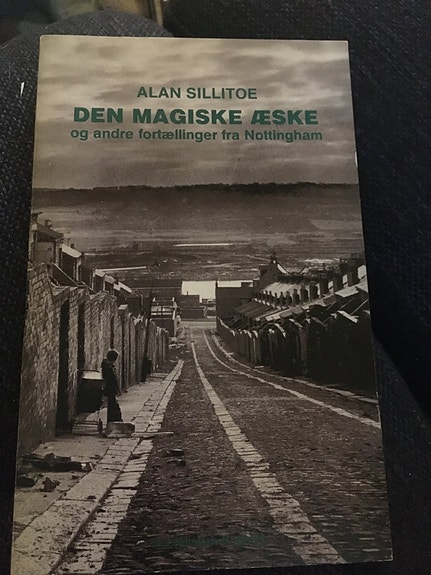 ALAN SILLITOE
DEN MAGISKE ÆSKE
og andre fortællinger fra Nottingham